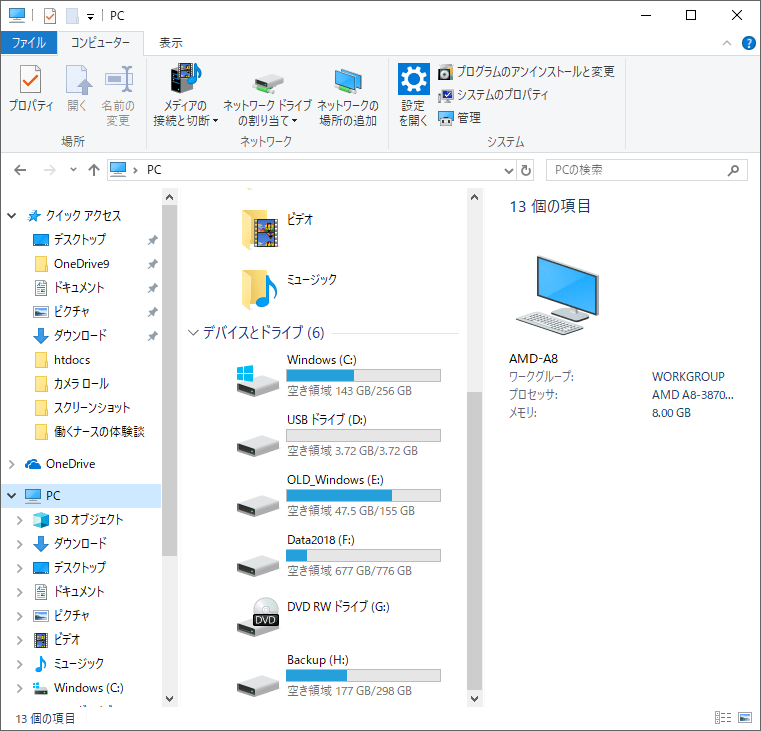 PC
ファイル
コンピューター
表示
プロパティ
開く
名前の
変更
場所
メディアの
接続と切断
ネットワーク ドライブ
の割り当て
ネットワークの
場所の追加
ネットワーク
設定
を開く
プログラムのアンインストールと変更
システムのプロパティ
管理
システム
PC
PCの検索
クイック アクセス
デスクトップ
OneDrive9
ドキュメント
ピクチャ
ダウンロード
htdocs
カメラ ロール
スクリーンショット
働くナースの体験談
OneDrive
PC
3D オブジェクト
ダウンロード
デスクトップ
ドキュメント
ピクチャ
ビデオ
ミュージック
Windows (C:)
ビデオ
ミュージック
デバイスとドライブ (6)
Windows (C:)
空き領域 143 GB/256 GB
USB ドライブ (D:)
空き領域 3.72 GB/3.72 GB
OLD_Windows (E:)
空き領域 47.5 GB/155 GB
Data2018 (F:)
空き領域 677 GB/776 GB
DVD
DVD RW ドライブ (G:)
Backup (H:)
空き領域 177 GB/298 GB
13 個の項目
AMD-A8
ワークグループ: WORKGROUP
プロセッサ: AMD A8-3870...
メモリ: 8.00 GB
13 個の項目